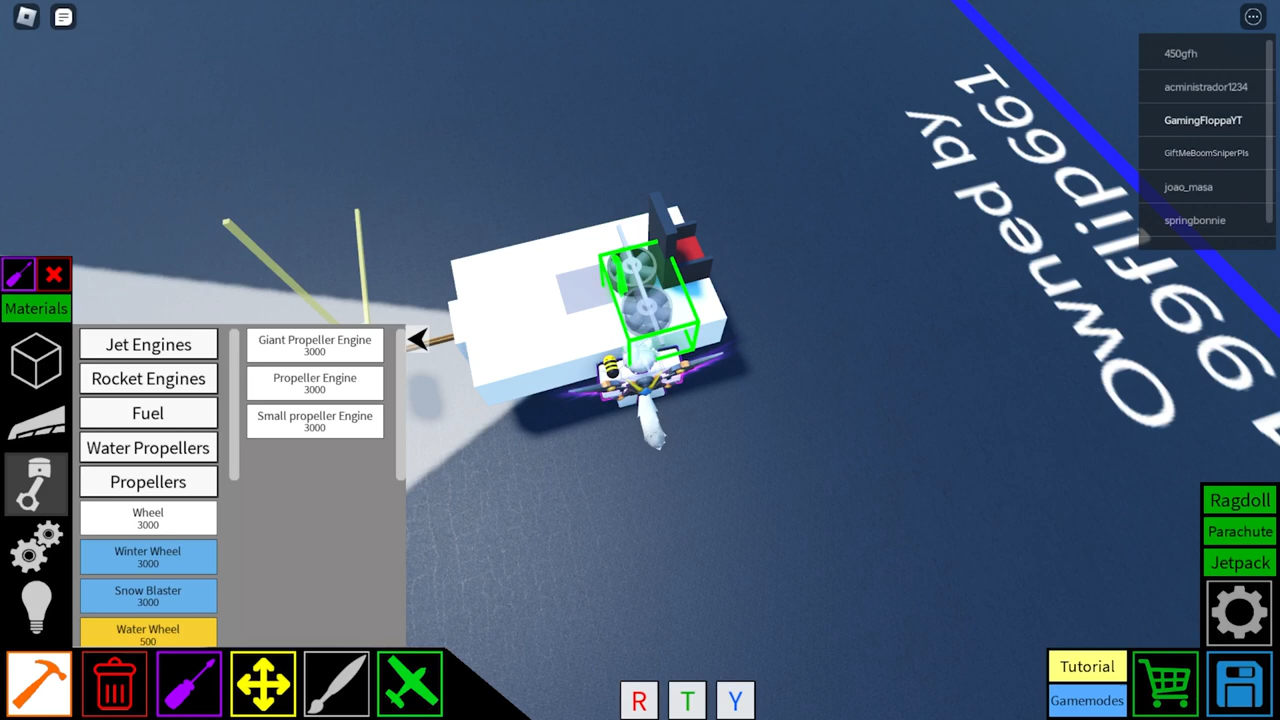 450gfh
acministrador1234
GamingFloppaYT
GiftMeBoomSniperPls
joao_masa
springbonnie
Owned by
99flip9661
Materials
Jet Engines
Rocket Engines
Fuel
Water Propellers
Propellers
Wheel
3000
Winter Wheel
3000
Snow Blaster
3000
Water Wheel
500
Giant Propeller Engine
3000
Propeller Engine
3000
Small propeller Engine
3000
Ragdoll
Parachute
Jetpack
R T Y
Tutorial
Gamemodes